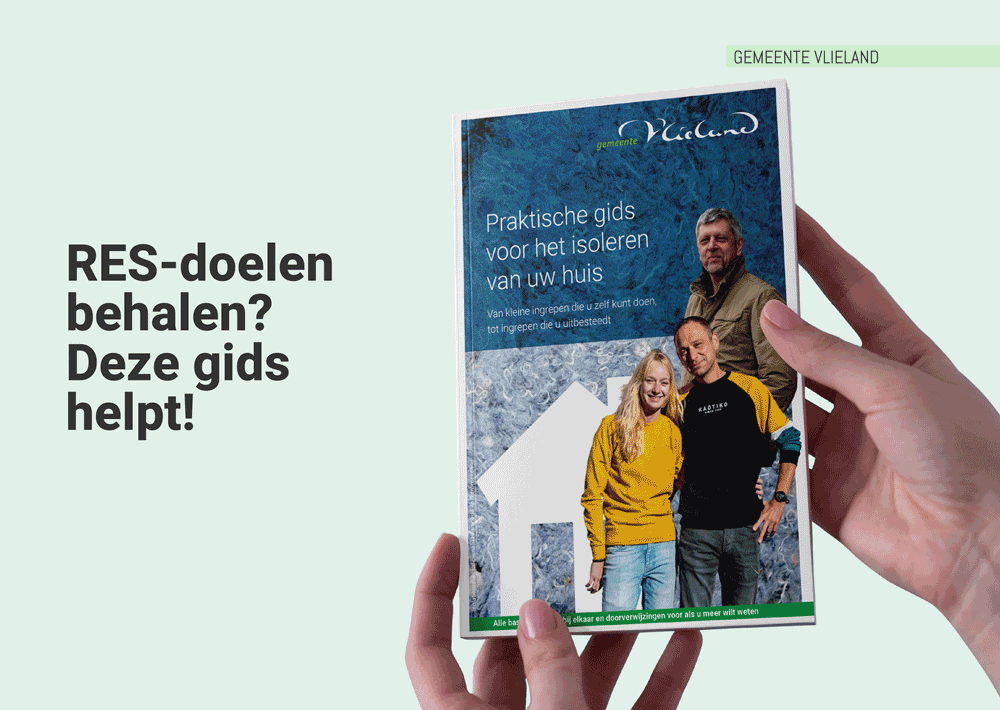 GEMEENTE VLIELAND
RES-doelen
behalen?
Deze gids
helpt!
gemeente Vlieland
Praktische gids
voor het isoleren
van uw huis
Van kleine ingrepen die u zelf kunt doen,
tot ingrepen die u uitbesteedt
KAOTIKO
Alle bas bij elkaar en doorverwijzingen voor als u meer wilt weten